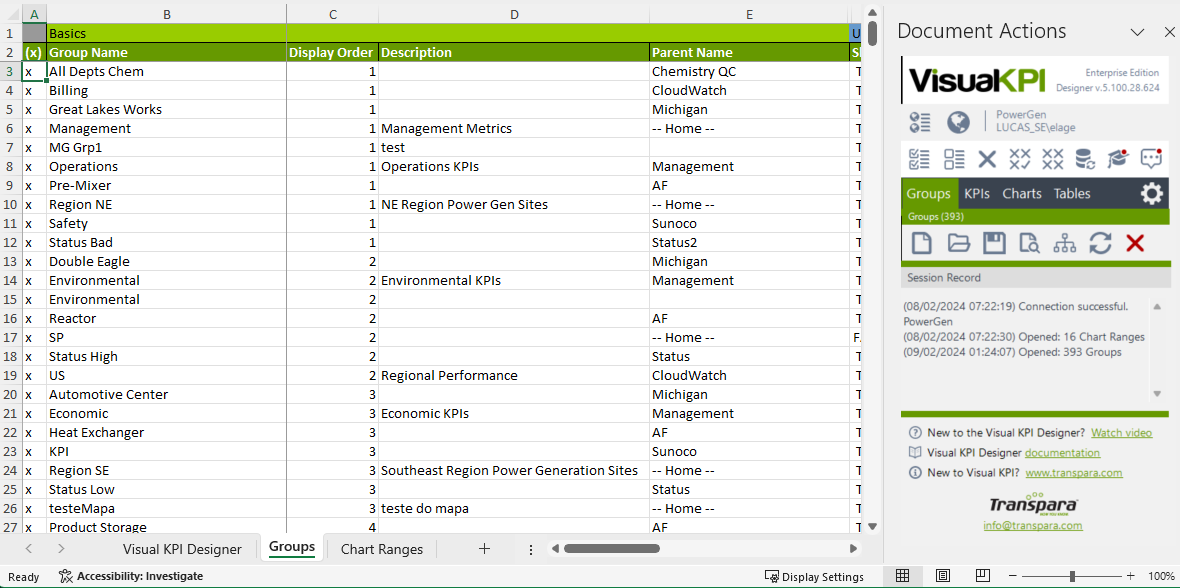 A B C D E
1 Basics U
2 (x) Group Name Display Order Description Parent Name
3 x All Depts Chem 1 Chemistry QC T
4 x Billing 1 CloudWatch T
5 x Great Lakes Works 1 Michigan T
6 x Management 1 Management Metrics -- Home -- T
7 x MG Grp1 1 test T
8 x Operations 1 Operations KPIs Management T
9 x Pre-Mixer 1 AF T
10 x Region NE 1 NE Region Power Gen Sites -- Home -- T
11 x Safety 1 Sunoco T
12 x Status Bad 1 Status2 T
13 x Double Eagle 2 Michigan T
14 x Environmental 2 Environmental KPIs Management T
15 x Environmental 2 T
16 x Reactor 2 AF T
17 x SP 2 -- Home -- F
18 x Status High 2 Status T
19 x US 2 Regional Performance CloudWatch T
20 x Automotive Center 3 Michigan T
21 x Economic 3 Economic KPIs Management T
22 x Heat Exchanger 3 AF T
23 x KPI 3 Sunoco T
24 x Region SE 3 Southeast Region Power Generation Sites -- Home -- T
25 x Status Low 3 Status T
26 x testeMapa 3 teste do mapa -- Home -- T
27 x Product Storage 4 AF T
Visual KPI Designer Groups Chart Ranges
Ready Accessibility: Investigate Display Settings 100%
Document Actions
VISUALKPI
Enterprise Edition
Designer v.5.100.28.624
PowerGen
LUCAS_SE\elage
Groups KPIs Charts Tables
Groups (393)
Session Record
(08/02/2024 07:22:19) Connection successful.
PowerGen
(08/02/2024 07:22:30) Opened: 16 Chart Ranges
(09/02/2024 01:24:07) Opened: 393 Groups
New to the Visual KPI Designer? Watch video
Visual KPI Designer documentation
New to Visual KPI? www.transpara.com
Transpara
info@transpara.com